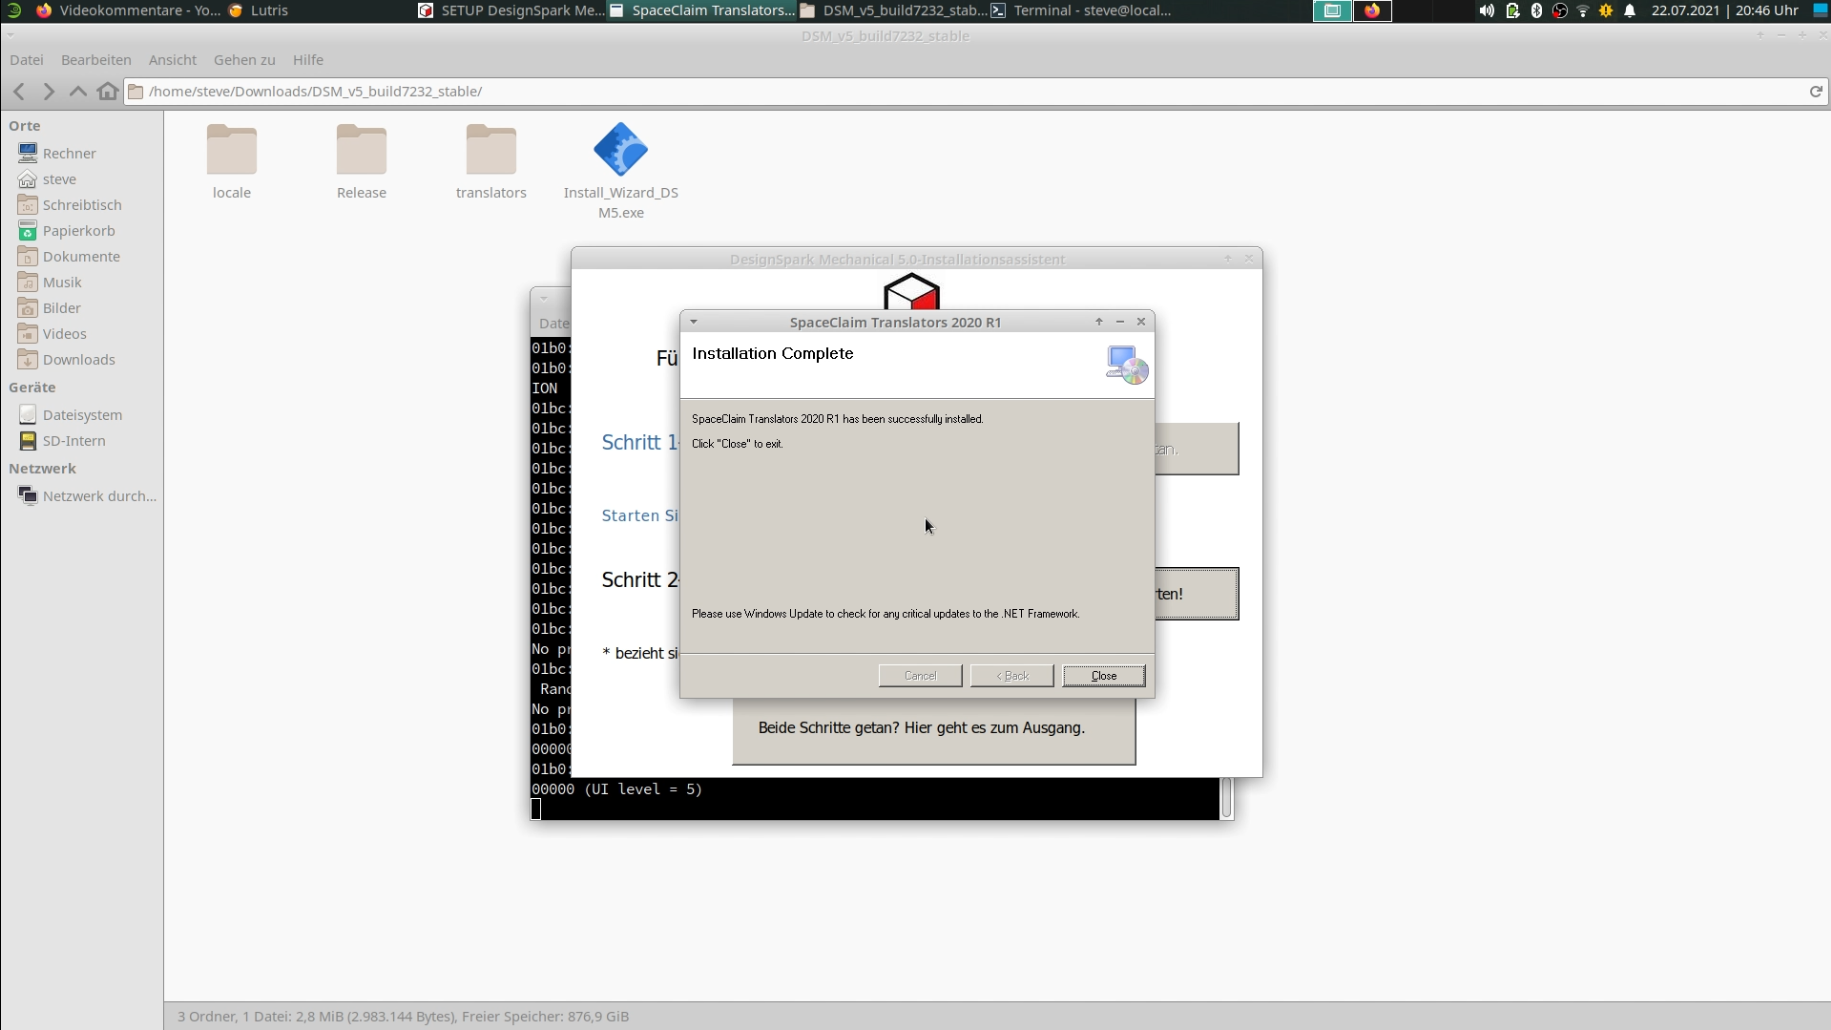 Videokommentare - Yo...
Lutris
SETUP DesignSpark Me...
SpaceClaim Translators...
DSM_v5_build7232_stab...
Terminal - steve@local...
22.07.2021 | 20:46 Uhr
DSM_v5_build7232_stable
Datei Bearbeiten Ansicht Gehen zu Hilfe
/home/steve/Downloads/DSM_v5_build7232_stable/
Orte
Rechner
steve
Schreibtisch
Papierkorb
Dokumente
Musik
Bilder
Videos
Downloads
Geräte
Dateisystem
SD-Intern
Netzwerk
Netzwerk durch...
locale
Release
translators
Install_Wizard_DS
M5.exe
DesignSpark Mechanical 5.0-Installationsassistent
Fü
Schritt 1-
Starten Si
Schritt 2-
* bezieht si
tan.
rten!
Beide Schritte getan? Hier geht es zum Ausgang.
SpaceClaim Translators 2020 R1
Installation Complete
SpaceClaim Translators 2020 R1 has been successfully installed.
Click "Close" to exit.
Please use Windows Update to check for any critical updates to the .NET Framework.
Cancel
< Back
Close
Date
01b0:
01b0:
ION
01bc:
01bc:
01bc:
01bc:
01bc:
01bc:
01bc:
01bc:
01bc:
01bc:
01bc:
01bc:
No pr
01bc:
Rand
No pr
01b0:
00000
01b0:
00000 (UI level = 5)
3 Ordner, 1 Datei: 2,8 MiB (2.983.144 Bytes), Freier Speicher: 876,9 GiB